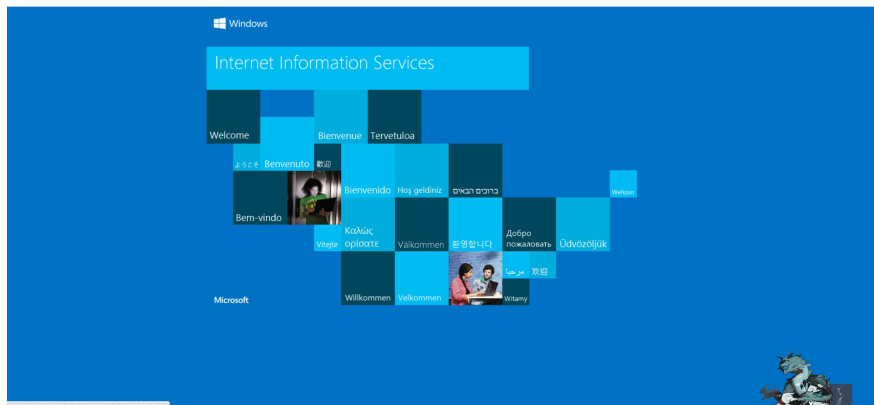 Windows
Internet Information Services
Welcome
Bienvenue
Tervetuloa
ようこそ
Benvenuto
歡迎
Bienvenido
Hoş geldiniz
ברוכים הבאים
Welkom
Bem-vindo
Vítejte
Καλώς
ορίσατε
Välkommen
환영합니다
Добро
пожаловать
Üdvözöljük
مرحبا
欢迎
Willkommen
Velkommen
Witamy
Microsoft